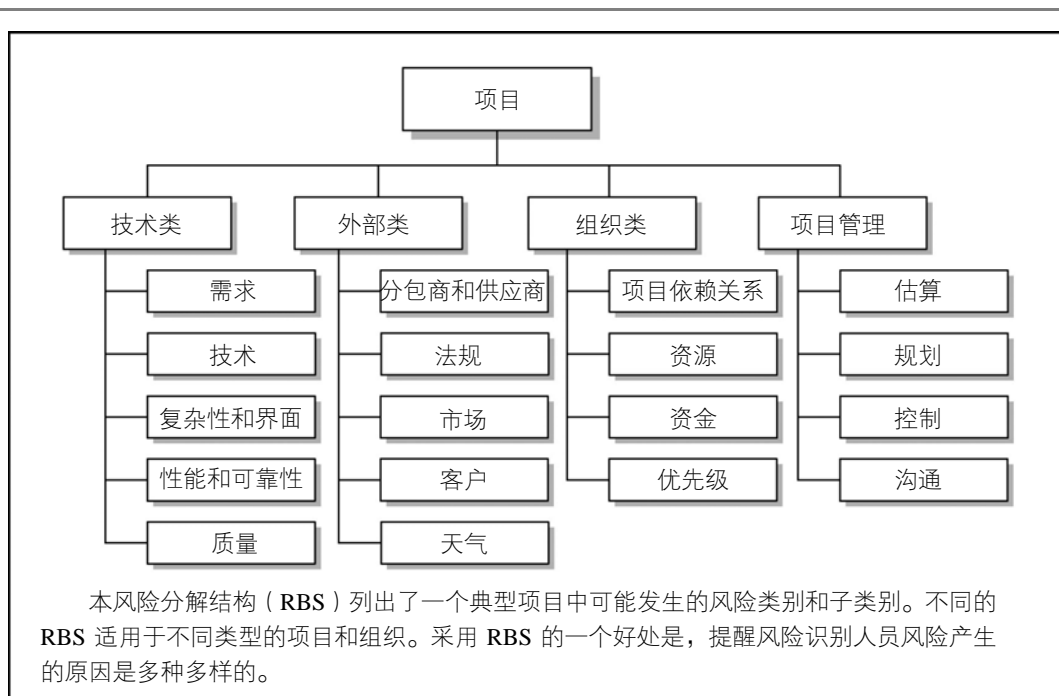 项目
技术类 外部类 组织类 项目管理
需求 分包商和供应商 项目依赖关系 估算
技术 法规 资源 规划
复杂性和界面 市场 资金 控制
性能和可靠性 客户 优先级 沟通
质量 天气
本风险分解结构（RBS）列出了一个典型项目中可能发生的风险类别和子类别。不同的
RBS 适用于不同类型的项目和组织。采用 RBS 的一个好处是，提醒风险识别人员风险产生
的原因是多种多样的。